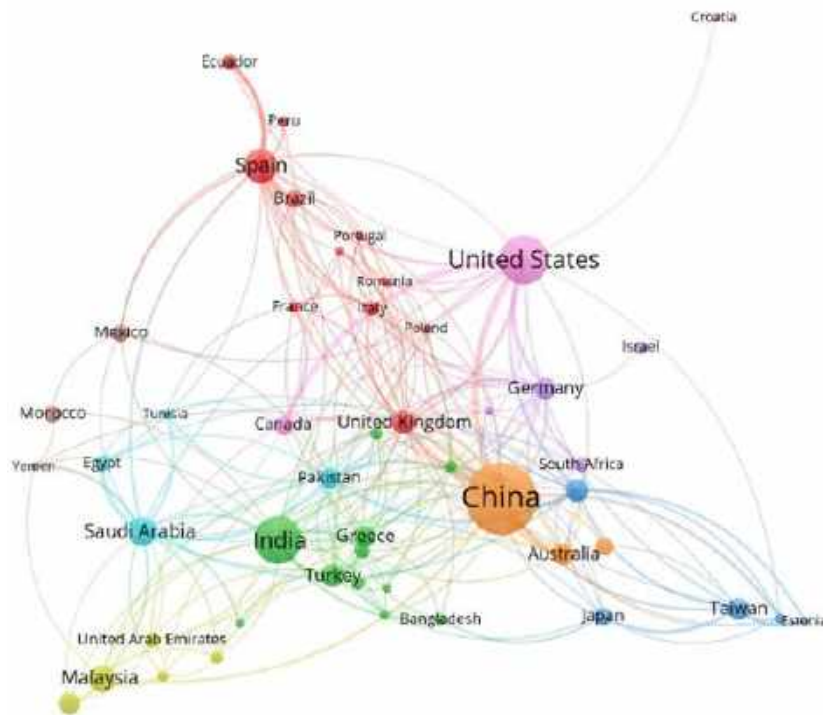 Croatia
Ecuador
Peru
Spain
Brazil
Portugal
United States
Romania
France
Italy
Poland
Mexico
Israel
Germany
Morocco
Tunisia
Canada
United Kingdom
Yemen
Egypt
Pakistan
South Africa
China
Saudi Arabia
India
Greece
Australia
Turkey
Taiwan
Bangladesh
Japan
Estonia
United Arab Emirates
Malaysia